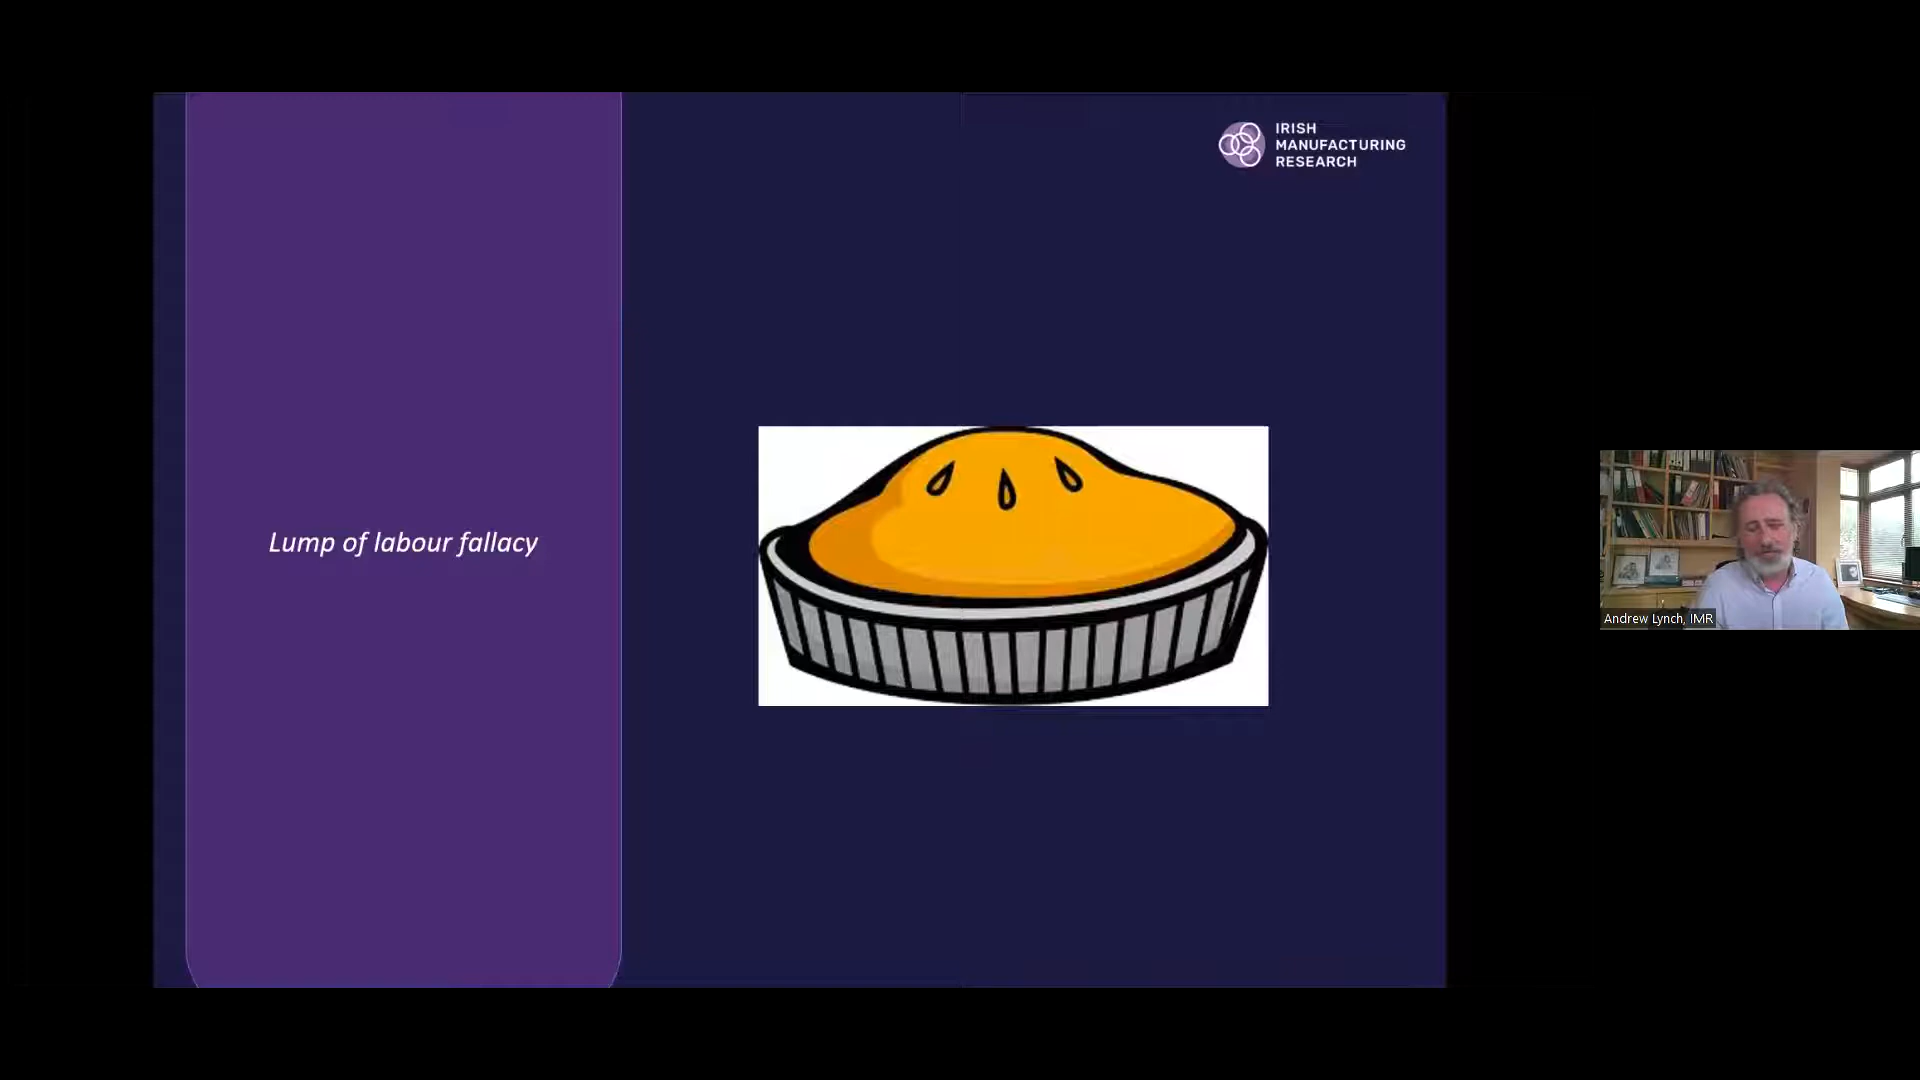 IRISH
MANUFACTURING
RESEARCH
Lump of labour fallacy
Andrew Lynch, IMR